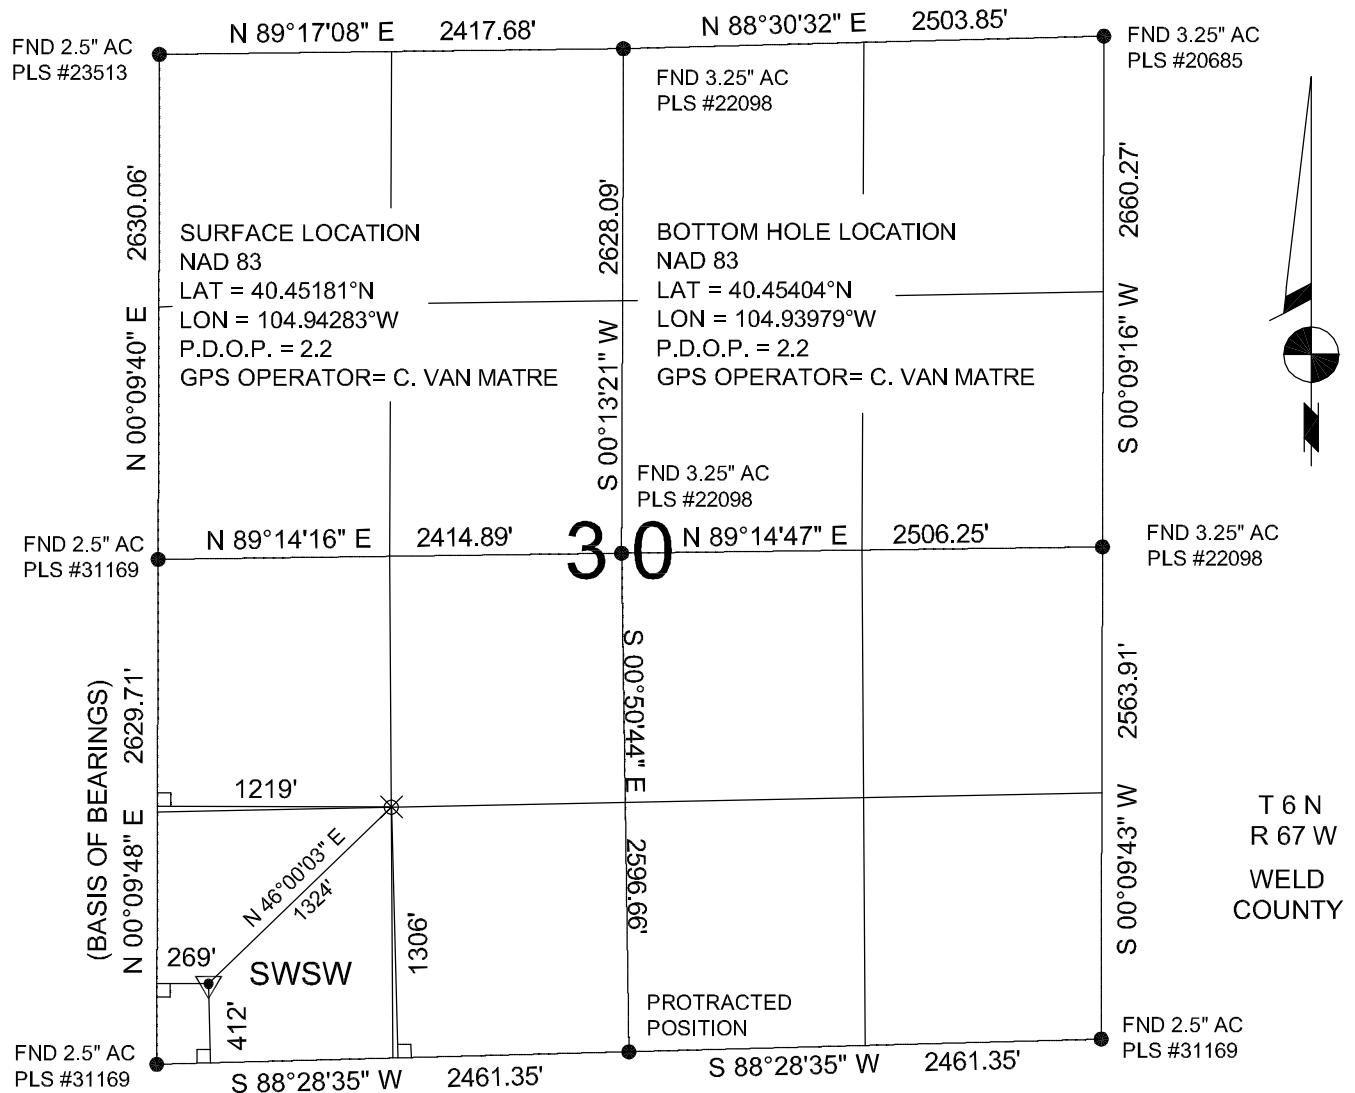 N 89°17'08" E 2417.68'
N 88°30'32" E 2503.85'
FND 2.5" AC
PLS #23513
FND 3.25" AC
PLS #22098
FND 3.25" AC
PLS #20685
N 00°09'40" E 2630.06'
S 00°13'21" W 2628.09'
S 00°09'16" W 2660.27'
SURFACE LOCATION
NAD 83
LAT = 40.45181°N
LON = 104.94283°W
P.D.O.P. = 2.2
GPS OPERATOR= C. VAN MATRE
BOTTOM HOLE LOCATION
NAD 83
LAT = 40.45404°N
LON = 104.93979°W
P.D.O.P. = 2.2
GPS OPERATOR= C. VAN MATRE
N
FND 3.25" AC
PLS #22098
FND 2.5" AC
PLS #31169
N 89°14'16" E 2414.89'
30
N 89°14'47" E 2506.25'
FND 3.25" AC
PLS #22098
(BASIS OF BEARINGS)
N 00°09'48" E 2629.71'
S 00°50'44" E 2596.66'
S 00°09'43" W 2563.91'
1219'
N 46°00'03" E
1324'
1306'
269'
SWSW
412'
T 6 N
R 67 W
WELD
COUNTY
PROTRACTED
POSITION
FND 2.5" AC
PLS #31169
S 88°28'35" W 2461.35'
S 88°28'35" W 2461.35'
FND 2.5" AC
PLS #31169